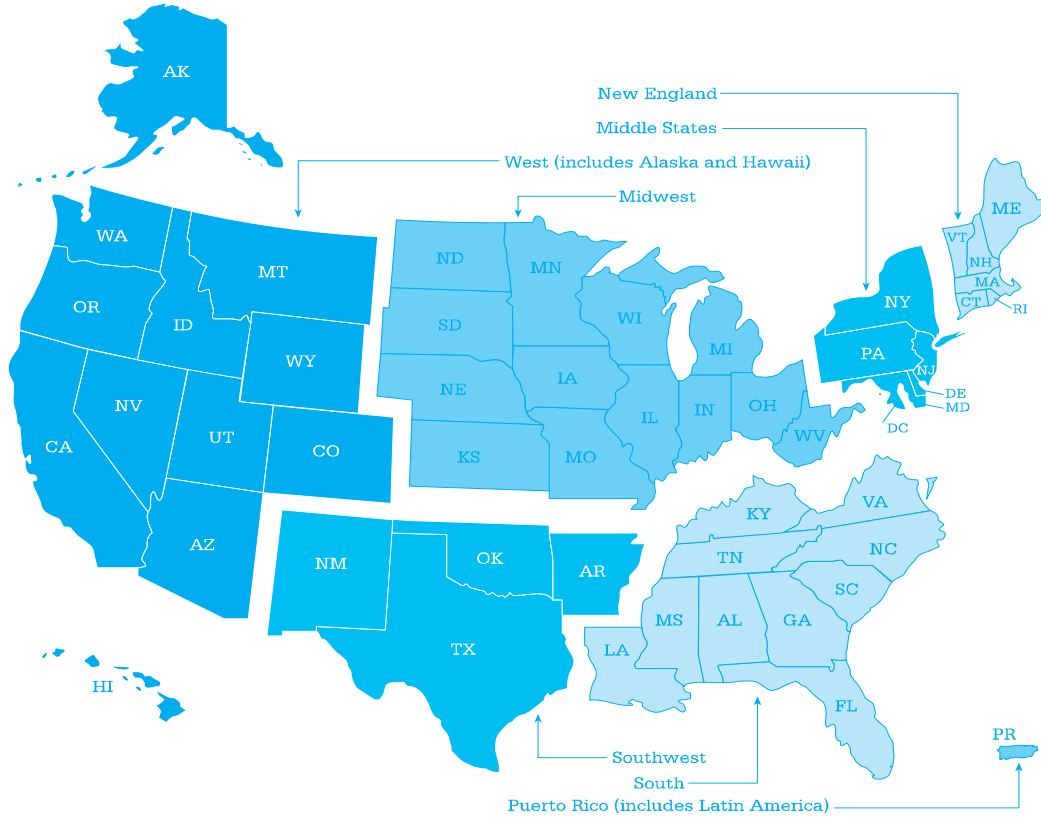 AK
New England
Middle States
West (includes Alaska and Hawaii)
Midwest
ME
WA
VT
ND
MN
NH
MT
MA
NY
CT
RI
OR
ID
SD
WI
PA
MI
WY
NJ
IA
NE
DE
NV
OH
MD
IL
IN
DC
UT
WV
CA
CO
KS
MO
VA
KY
AZ
NC
TN
OK
NM
AR
SC
MS
AL
GA
TX
LA
HI
FL
PR
Southwest
South
Puerto Rico (includes Latin America)